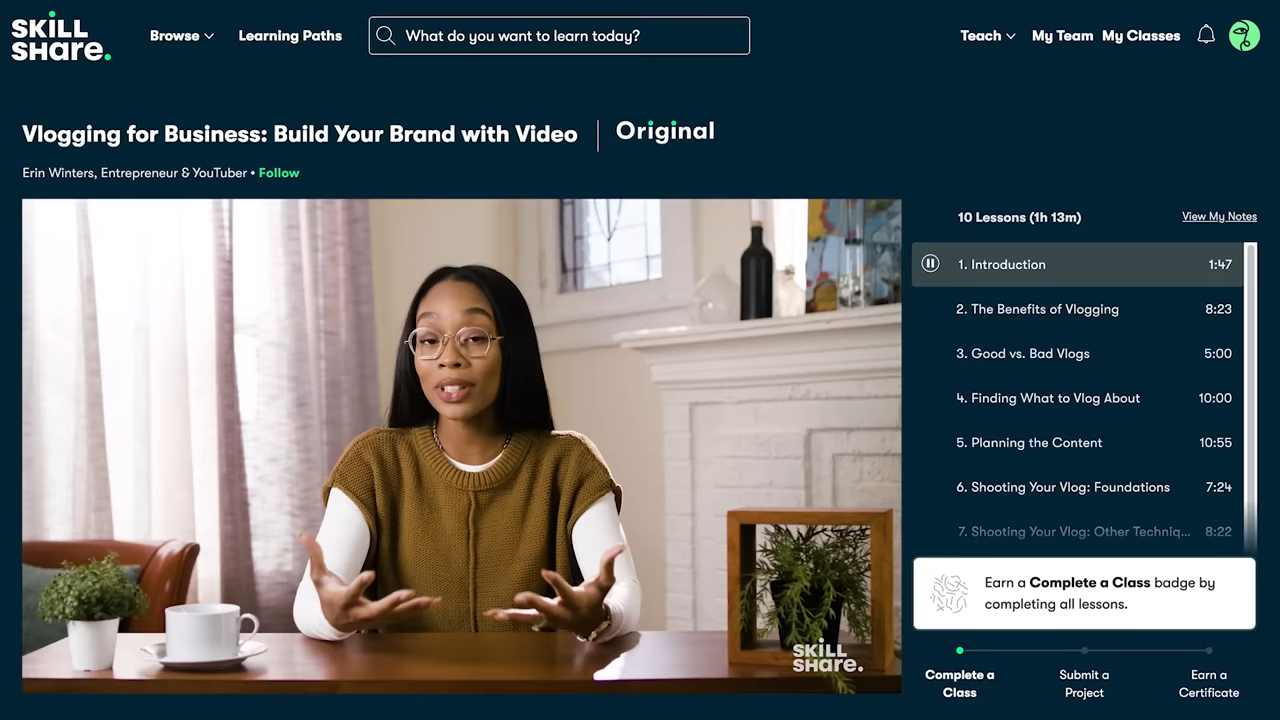 SKILL
SHare.
Browse
Learning Paths
What do you want to learn today?
Teach
My Team
My Classes
Vlogging for Business: Build Your Brand with Video
Original
Erin Winters, Entrepreneur & YouTuber • Follow
10 Lessons (1h 13m)
View My Notes
1. Introduction 1:47
2. The Benefits of Vlogging 8:23
3. Good vs. Bad Vlogs 5:00
4. Finding What to Vlog About 10:00
5. Planning the Content 10:55
6. Shooting Your Vlog: Foundations 7:24
7. Shooting Your Vlog: Other Techniq... 8:22
Earn a Complete a Class badge by
completing all lessons.
SKILL
SHare.
Complete a
Class
Submit a
Project
Earn a
Certificate